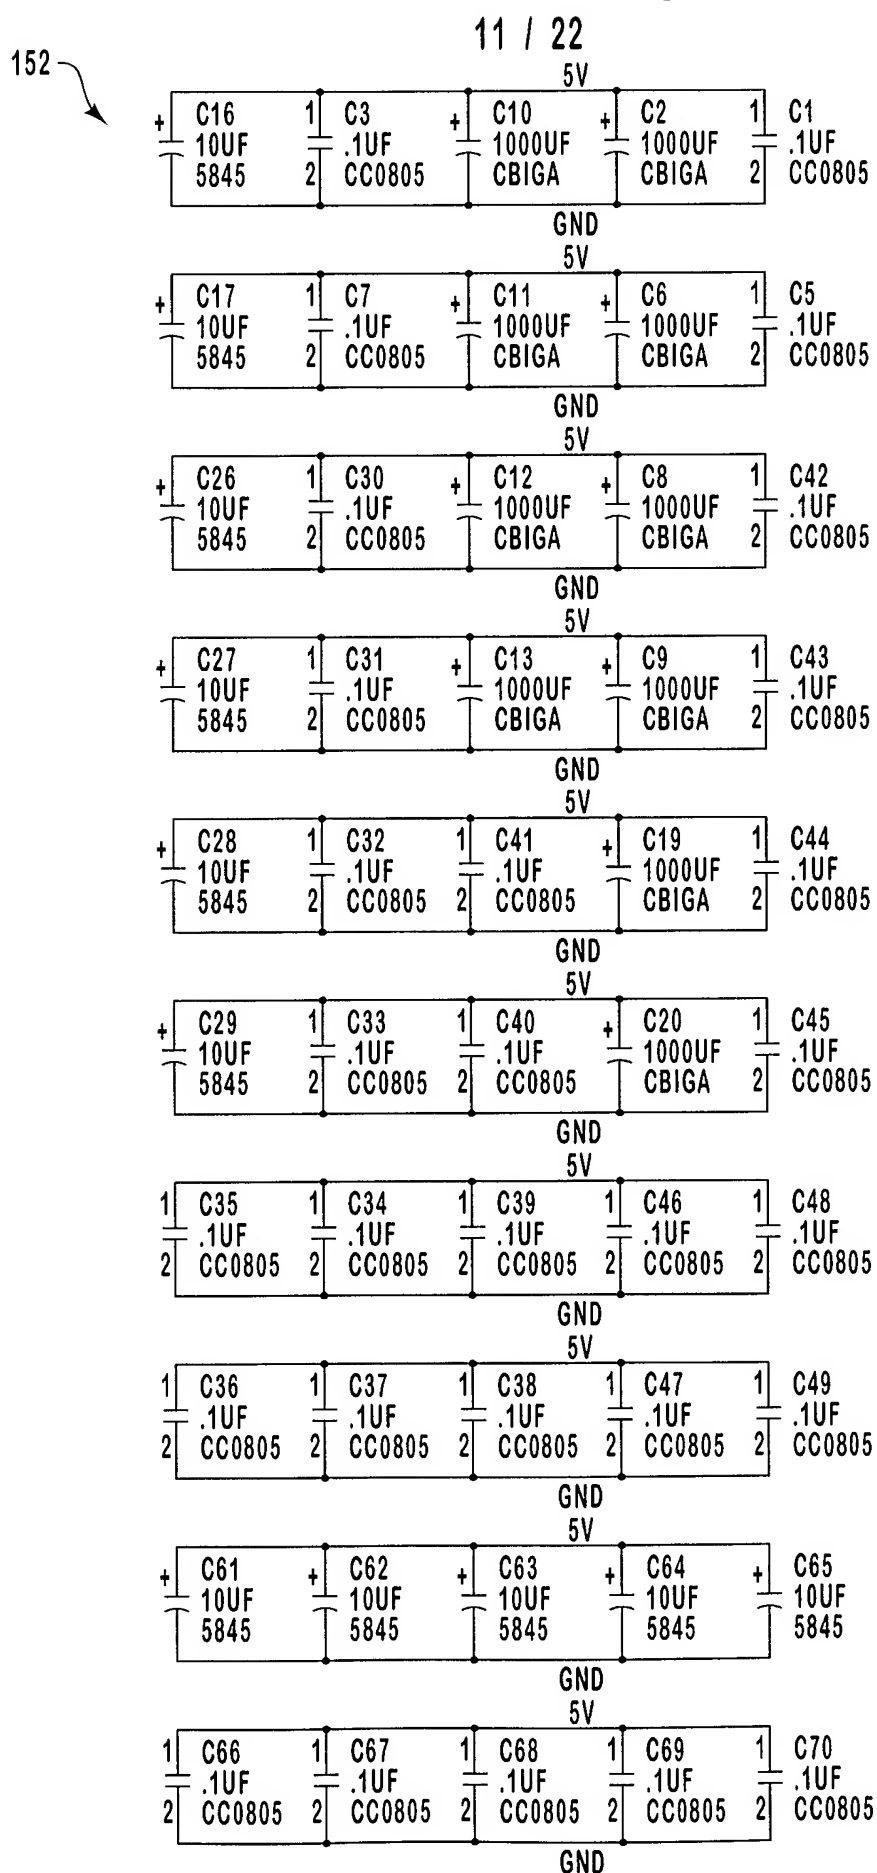 11 / 22
152
5V
+ C16 1 C3 + C10 + C2 1 C1
10UF .1UF 1000UF 1000UF .1UF
5845 2 CC0805 CBIGA CBIGA 2 CC0805
GND
5V
+ C17 1 C7 + C11 + C6 1 C5
10UF .1UF 1000UF 1000UF .1UF
5845 2 CC0805 CBIGA CBIGA 2 CC0805
GND
5V
+ C26 1 C30 + C12 + C8 1 C42
10UF .1UF 1000UF 1000UF .1UF
5845 2 CC0805 CBIGA CBIGA 2 CC0805
GND
5V
+ C27 1 C31 + C13 + C9 1 C43
10UF .1UF 1000UF 1000UF .1UF
5845 2 CC0805 CBIGA CBIGA 2 CC0805
GND
5V
+ C28 1 C32 1 C41 + C19 1 C44
10UF .1UF .1UF 1000UF .1UF
5845 2 CC0805 2 CC0805 CBIGA 2 CC0805
GND
5V
+ C29 1 C33 1 C40 + C20 1 C45
10UF .1UF .1UF 1000UF .1UF
5845 2 CC0805 2 CC0805 CBIGA 2 CC0805
GND
5V
1 C35 1 C34 1 C39 1 C46 1 C48
.1UF .1UF .1UF .1UF .1UF
2 CC0805 2 CC0805 2 CC0805 2 CC0805 2 CC0805
GND
5V
1 C36 1 C37 1 C38 1 C47 1 C49
.1UF .1UF .1UF .1UF .1UF
2 CC0805 2 CC0805 2 CC0805 2 CC0805 2 CC0805
GND
5V
+ C61 + C62 + C63 + C64 + C65
10UF 10UF 10UF 10UF 10UF
5845 5845 5845 5845 5845
GND
5V
1 C66 1 C67 1 C68 1 C69 1 C70
.1UF .1UF .1UF .1UF .1UF
2 CC0805 2 CC0805 2 CC0805 2 CC0805 2 CC0805
GND